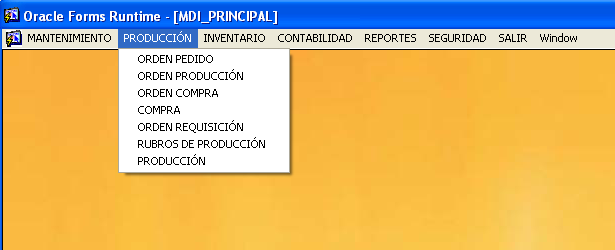 Oracle Forms Runtime - [MDI_PRINCIPAL]
MANTENIMIENTO PRODUCCIÓN INVENTARIO CONTABILIDAD REPORTES SEGURIDAD SALIR Window
ORDEN PEDIDO
ORDEN PRODUCCIÓN
ORDEN COMPRA
COMPRA
ORDEN REQUISICIÓN
RUBROS DE PRODUCCIÓN
PRODUCCIÓN